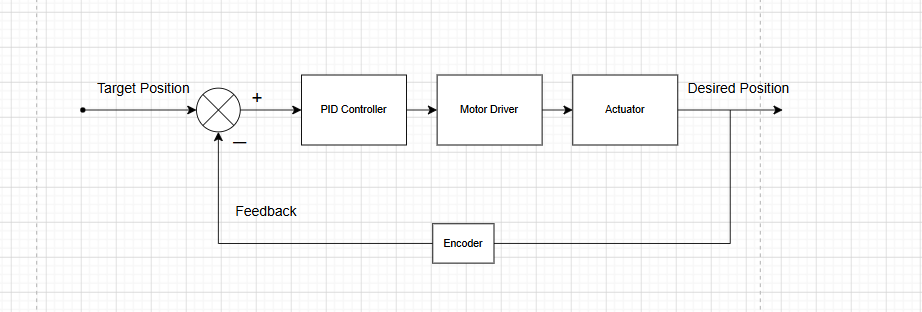 Target Position
+
PID Controller
Motor Driver
Actuator
Desired Position
—
Feedback
Encoder